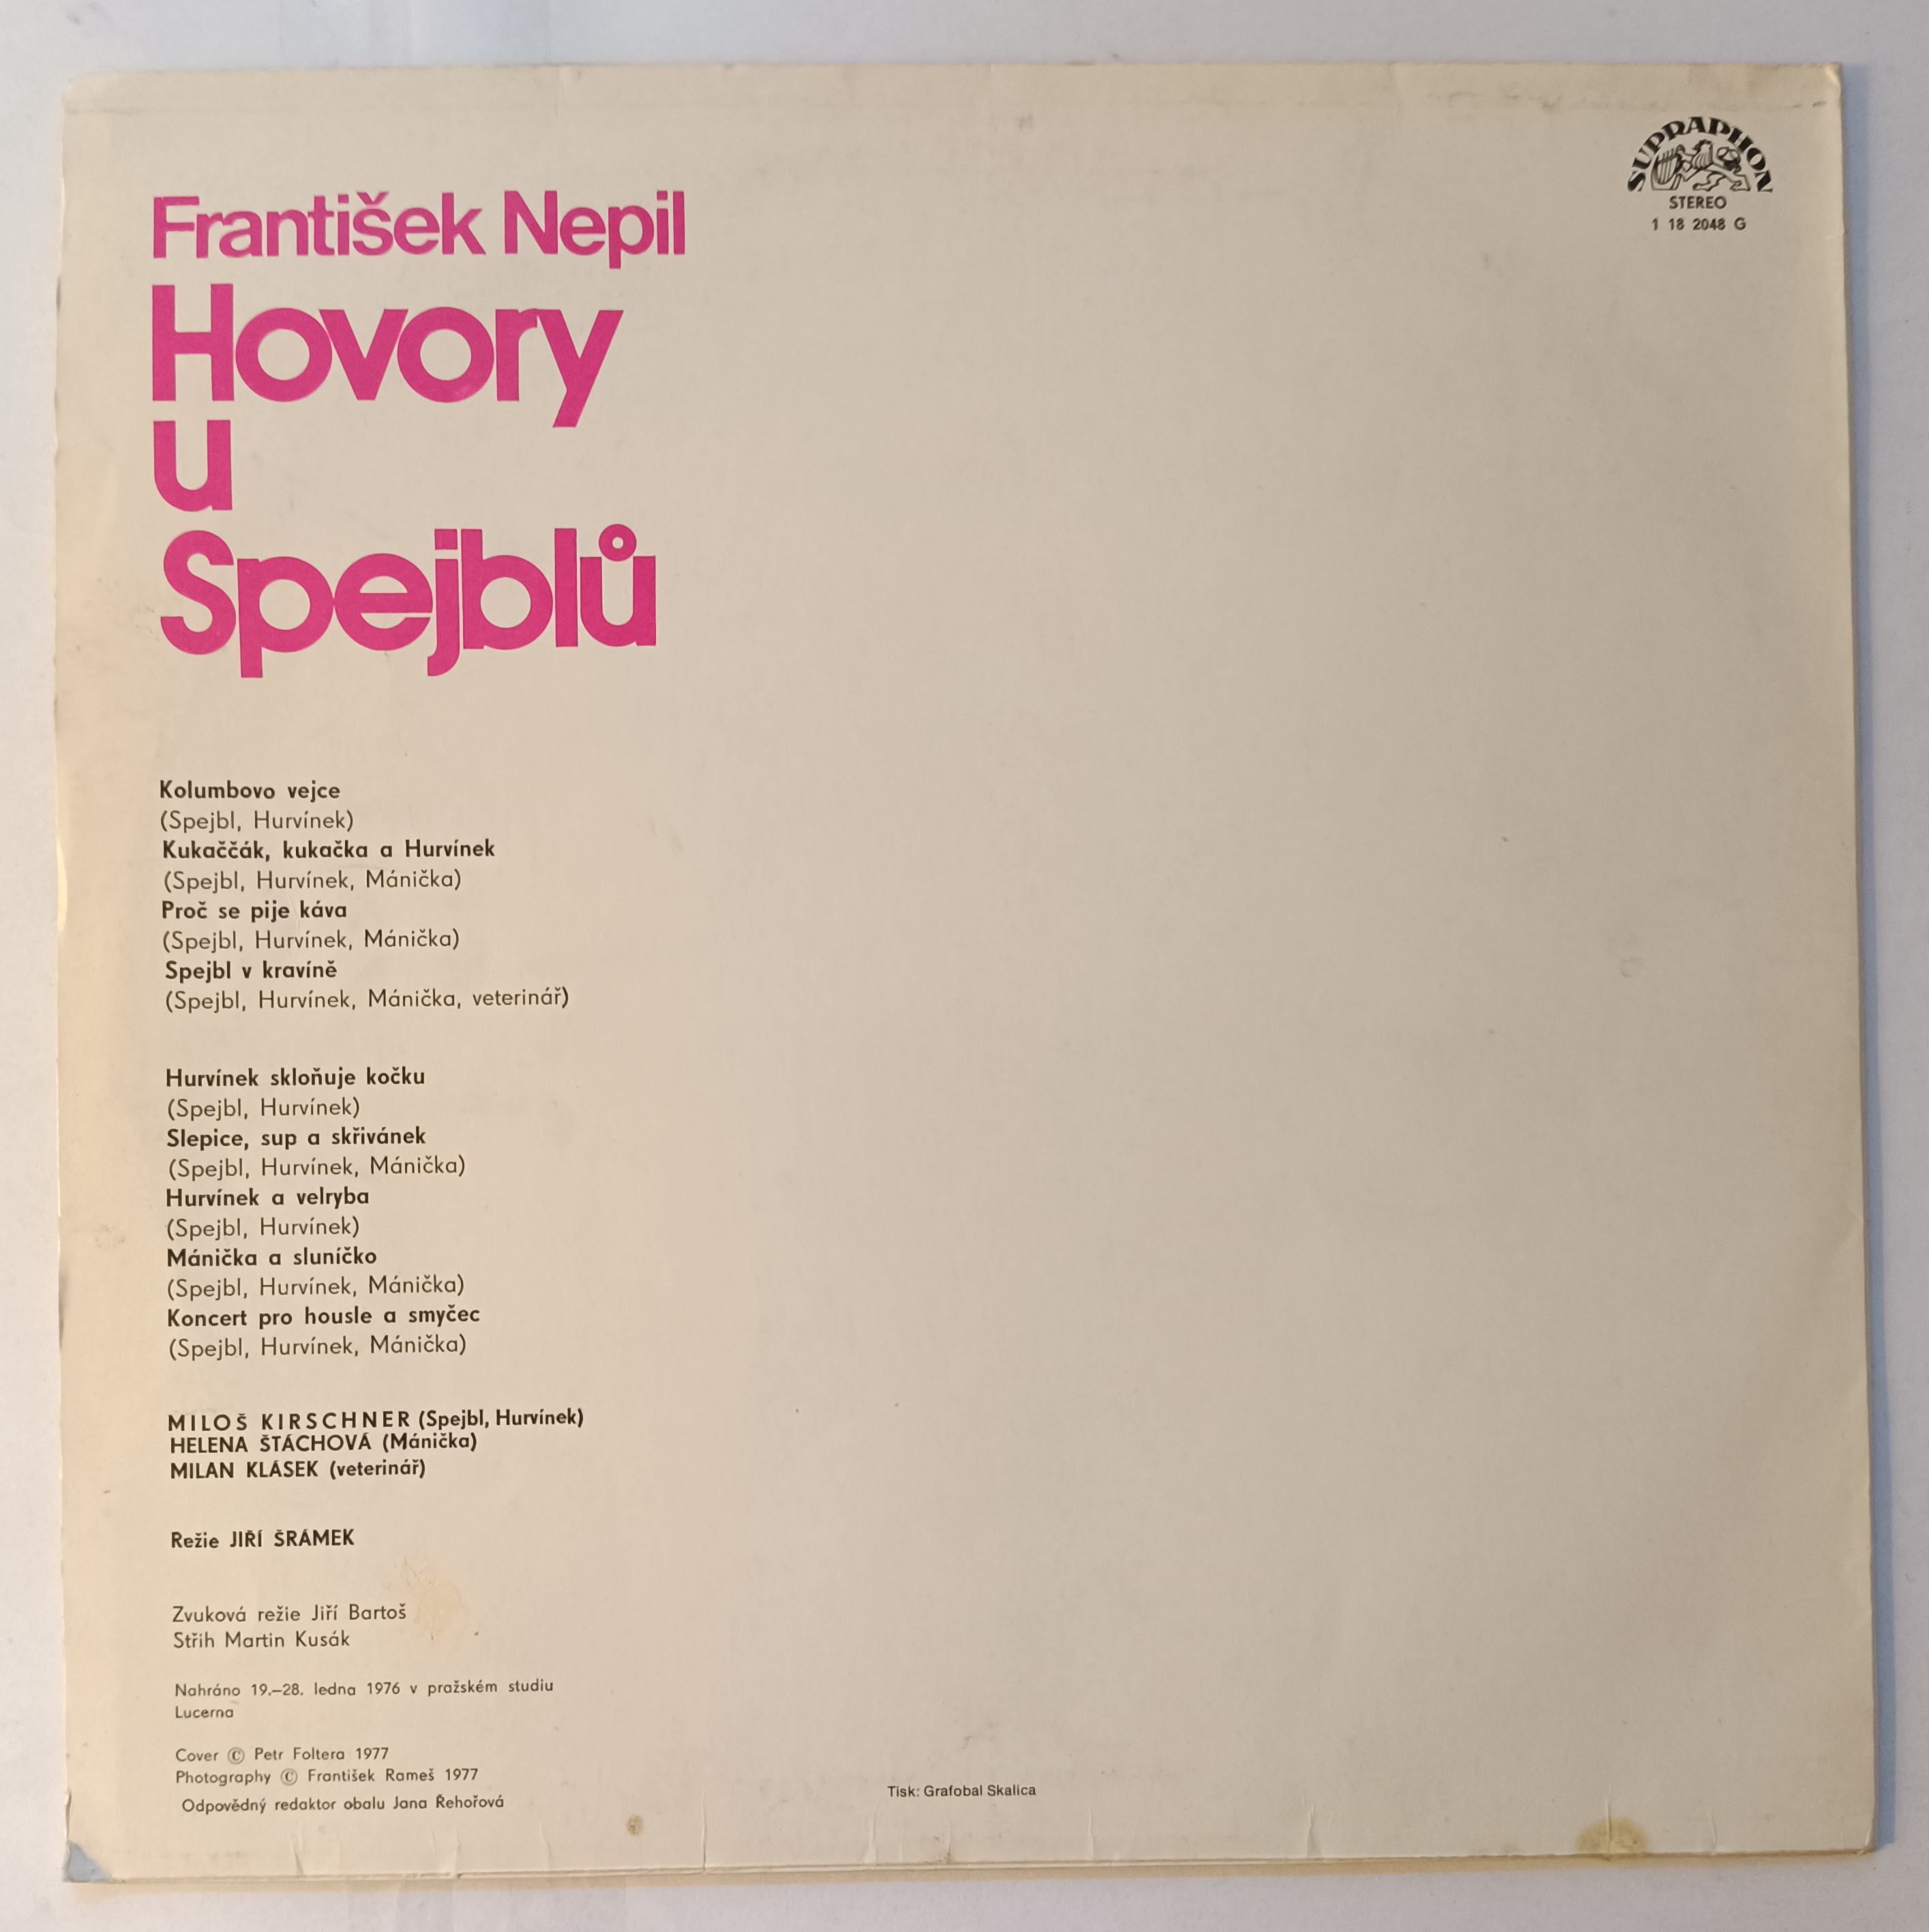 SUPRAPHON
STEREO
1 18 2048 G
František Nepil
Hovory
u
Spejblů
Kolumbovo vejce
(Spejbl, Hurvínek)
Kukaččák, kukačka a Hurvínek
(Spejbl, Hurvínek, Mánička)
Proč se pije káva
(Spejbl, Hurvínek, Mánička)
Spejbl v kravíně
(Spejbl, Hurvínek, Mánička, veterinář)
Hurvínek skloňuje kočku
(Spejbl, Hurvínek)
Slepice, sup a skřivánek
(Spejbl, Hurvínek, Mánička)
Hurvínek a velryba
(Spejbl, Hurvínek)
Mánička a sluníčko
(Spejbl, Hurvínek, Mánička)
Koncert pro housle a smyčec
(Spejbl, Hurvínek, Mánička)
MILOŠ KIRSCHNER (Spejbl, Hurvínek)
HELENA ŠTÁCHOVÁ (Mánička)
MILAN KLÁSEK (veterinář)
Režie JIŘÍ ŠRÁMEK
Zvuková režie Jiří Bartoš
Střih Martin Kusák
Nahráno 19.–28. ledna 1976 v pražském studiu
Lucerna
Cover © Petr Foltera 1977
Photography © František Rameš 1977
Odpovědný redaktor obalu Jana Řehořová
Tisk: Grafobal Skalica